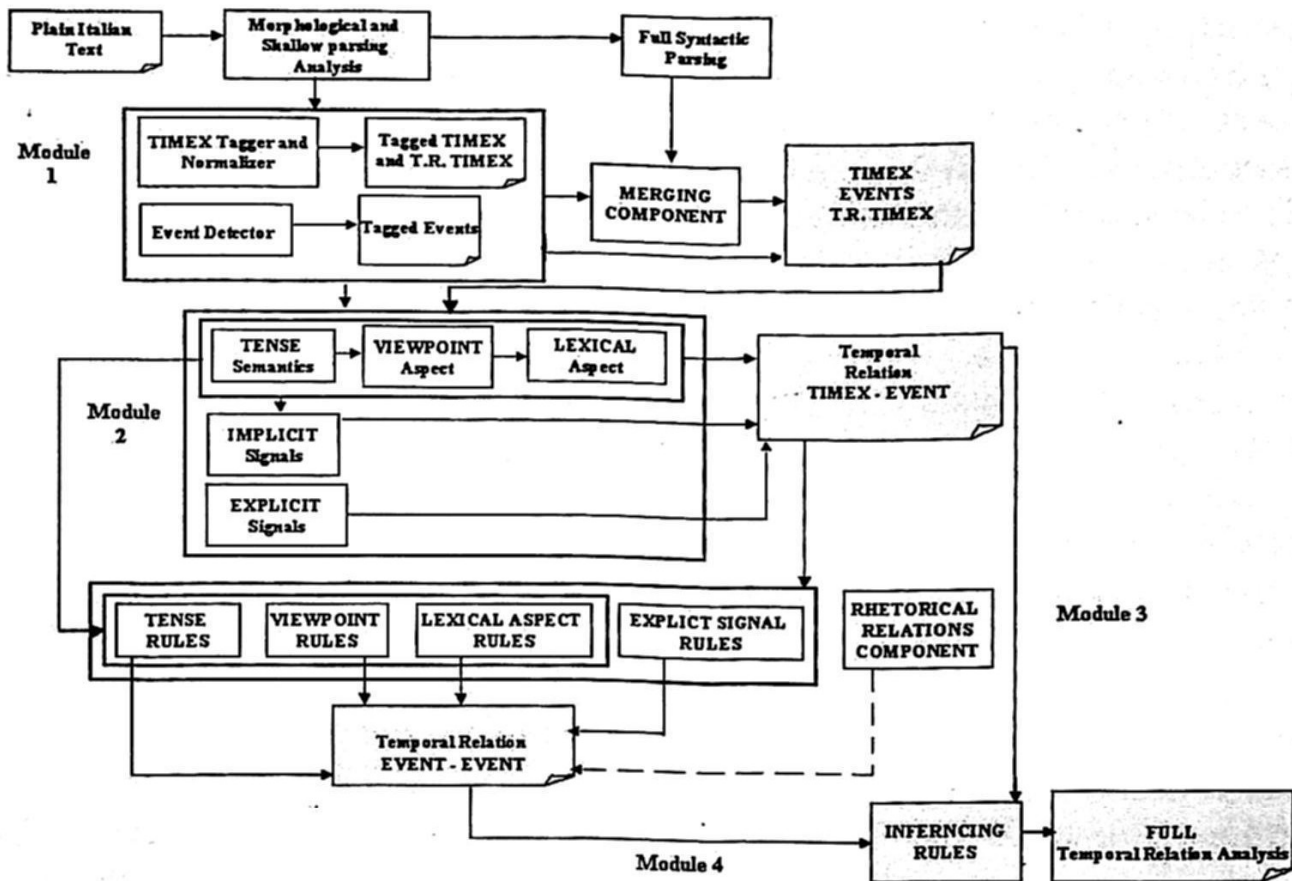 Plain Italian
Text
Morphological and
Shallow parsing
Analysis
Full Syntactic
Parsing
Module
1
TIMEX Tagger and
Normalizer
Tagged TIMEX
and T.R. TIMEX
Event Detector
Tagged Events
MERGING
COMPONENT
TIMEX
EVENTS
T.R. TIMEX
Module
2
TENSE
Semantics
VIEWPOINT
Aspect
LEXICAL
Aspect
IMPLICIT
Signals
EXPLICIT
Signals
Temporal
Relation
TIMEX - EVENT
TENSE
RULES
VIEWPOINT
RULES
LEXICAL ASPECT
RULES
EXPLICT SIGNAL
RULES
RHETORICAL
RELATIONS
COMPONENT
Module 3
Temporal Relation
EVENT - EVENT
Module 4
INFERNCING
RULES
FULL
Temporal Relation Analysis